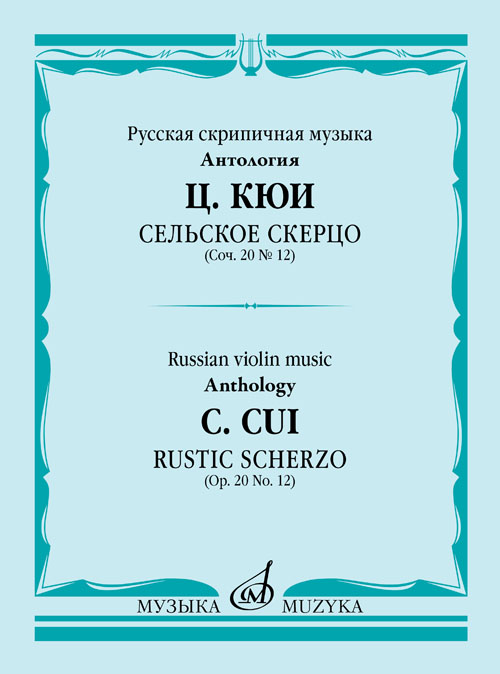 Русская скрипичная музыка
Антология
Ц. КЮИ
СЕЛЬСКОЕ СКЕРЦО
(Соч. 20 № 12)
Russian violin music
Anthology
C. CUI
RUSTIC SCHERZO
(Op. 20 No. 12)
МУЗЫКА М MUZYKA